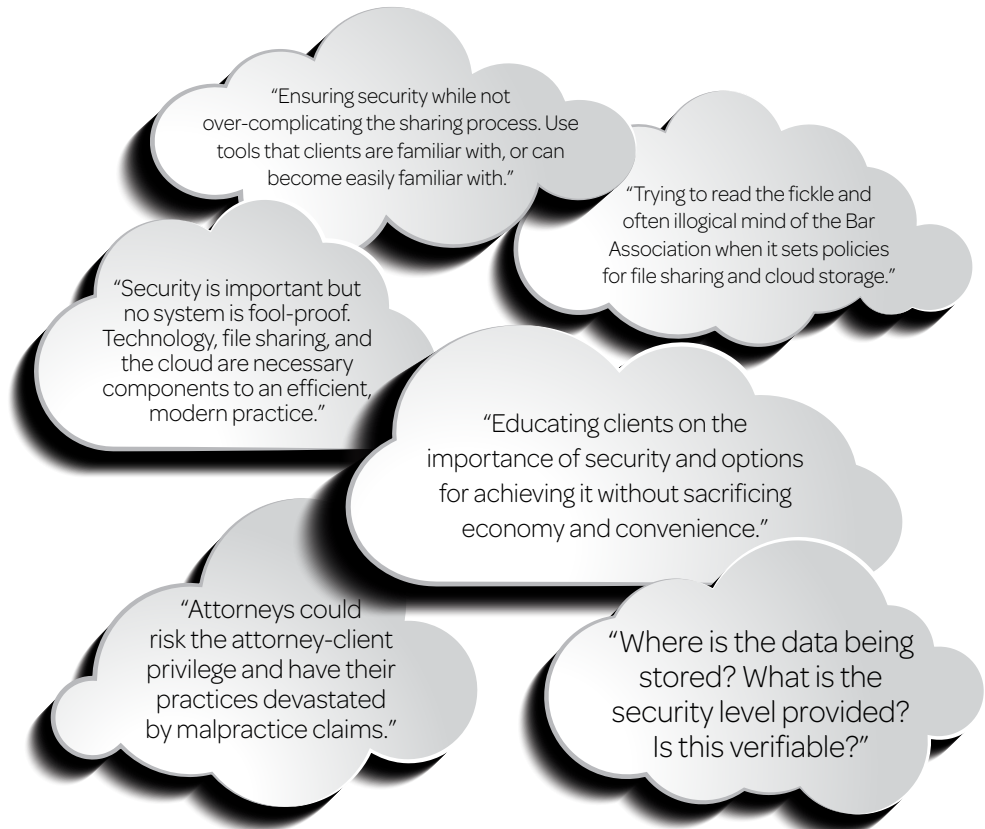 “Ensuring security while not
over-complicating the sharing process. Use
tools that clients are familiar with, or can
become easily familiar with.”
“Trying to read the fickle and
often illogical mind of the Bar
Association when it sets policies
for file sharing and cloud storage.”
“Security is important but
no system is fool-proof.
Technology, file sharing, and
the cloud are necessary
components to an efficient,
modern practice.”
“Educating clients on the
importance of security and options
for achieving it without sacrificing
economy and convenience.”
“Attorneys could
risk the attorney-client
privilege and have their
practices devastated
by malpractice claims.”
“Where is the data being
stored? What is the
security level provided?
Is this verifiable?”